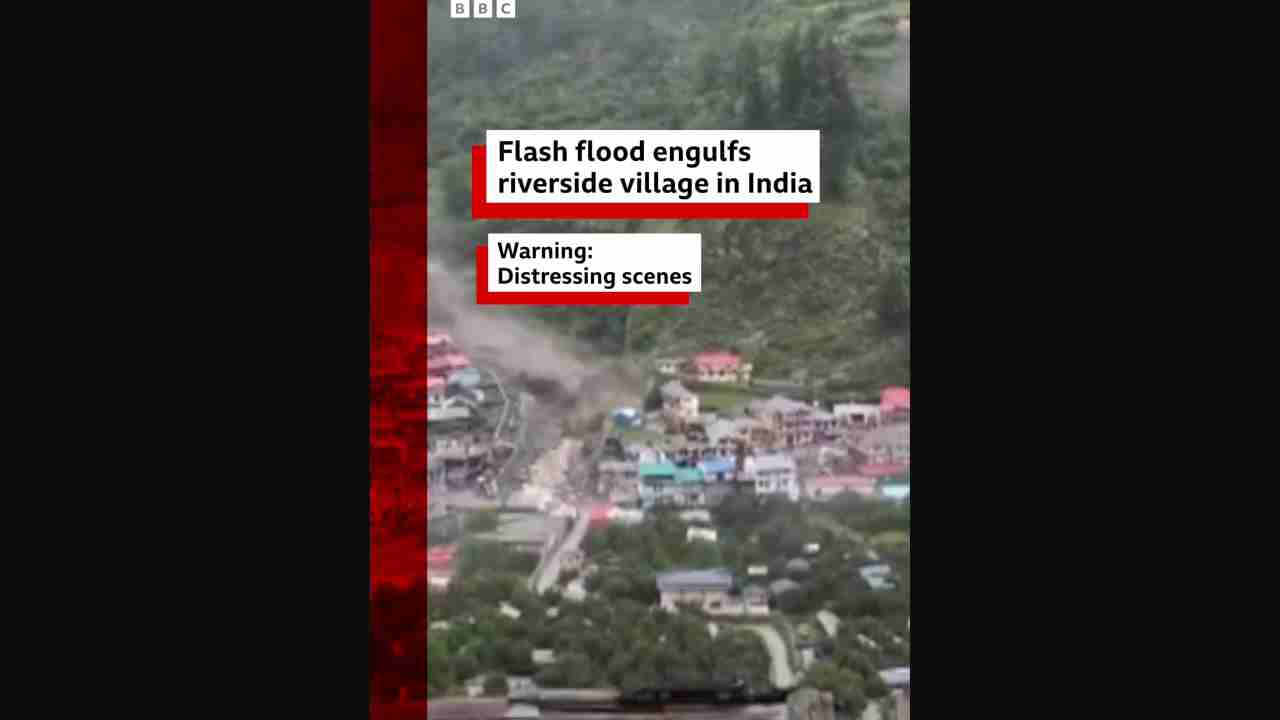 BBC
Flash flood engulfs
riverside village in India
Warning:
Distressing scenes